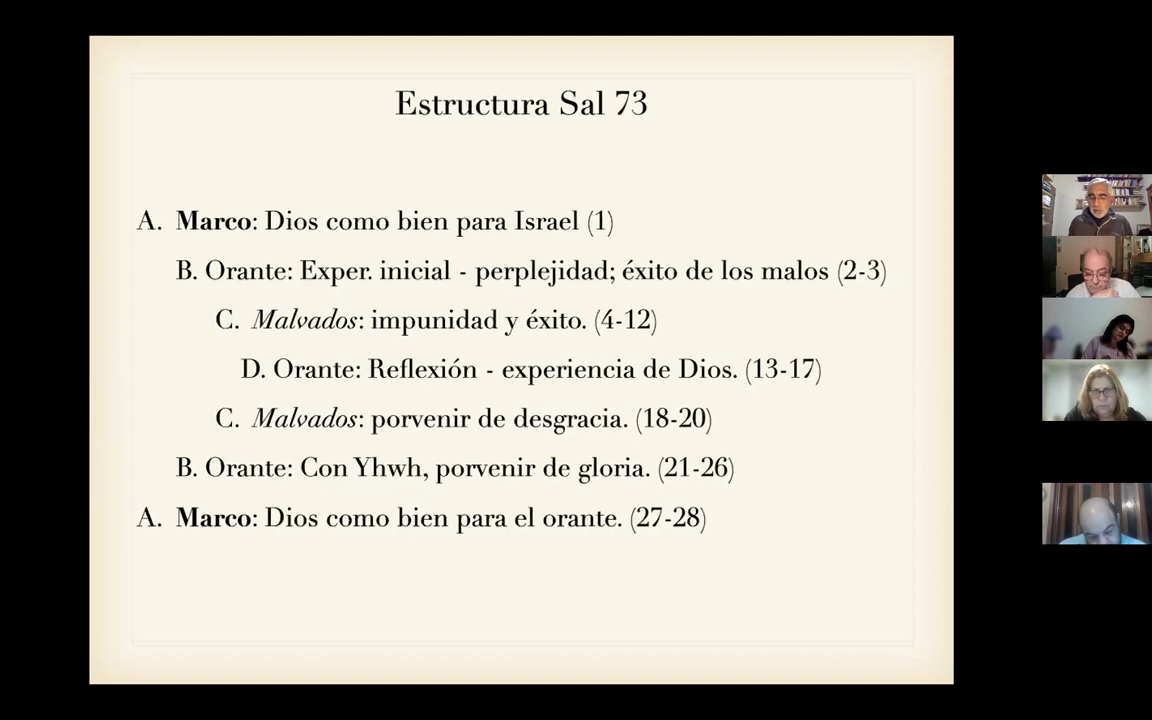 Estructura Sal 73
A. Marco: Dios como bien para Israel (1)
B. Orante: Exper. inicial - perplejidad; éxito de los malos (2-3)
C. Malvados: impunidad y éxito. (4-12)
D. Orante: Reflexión - experiencia de Dios. (13-17)
C. Malvados: porvenir de desgracia. (18-20)
B. Orante: Con Yhwh, porvenir de gloria. (21-26)
A. Marco: Dios como bien para el orante. (27-28)